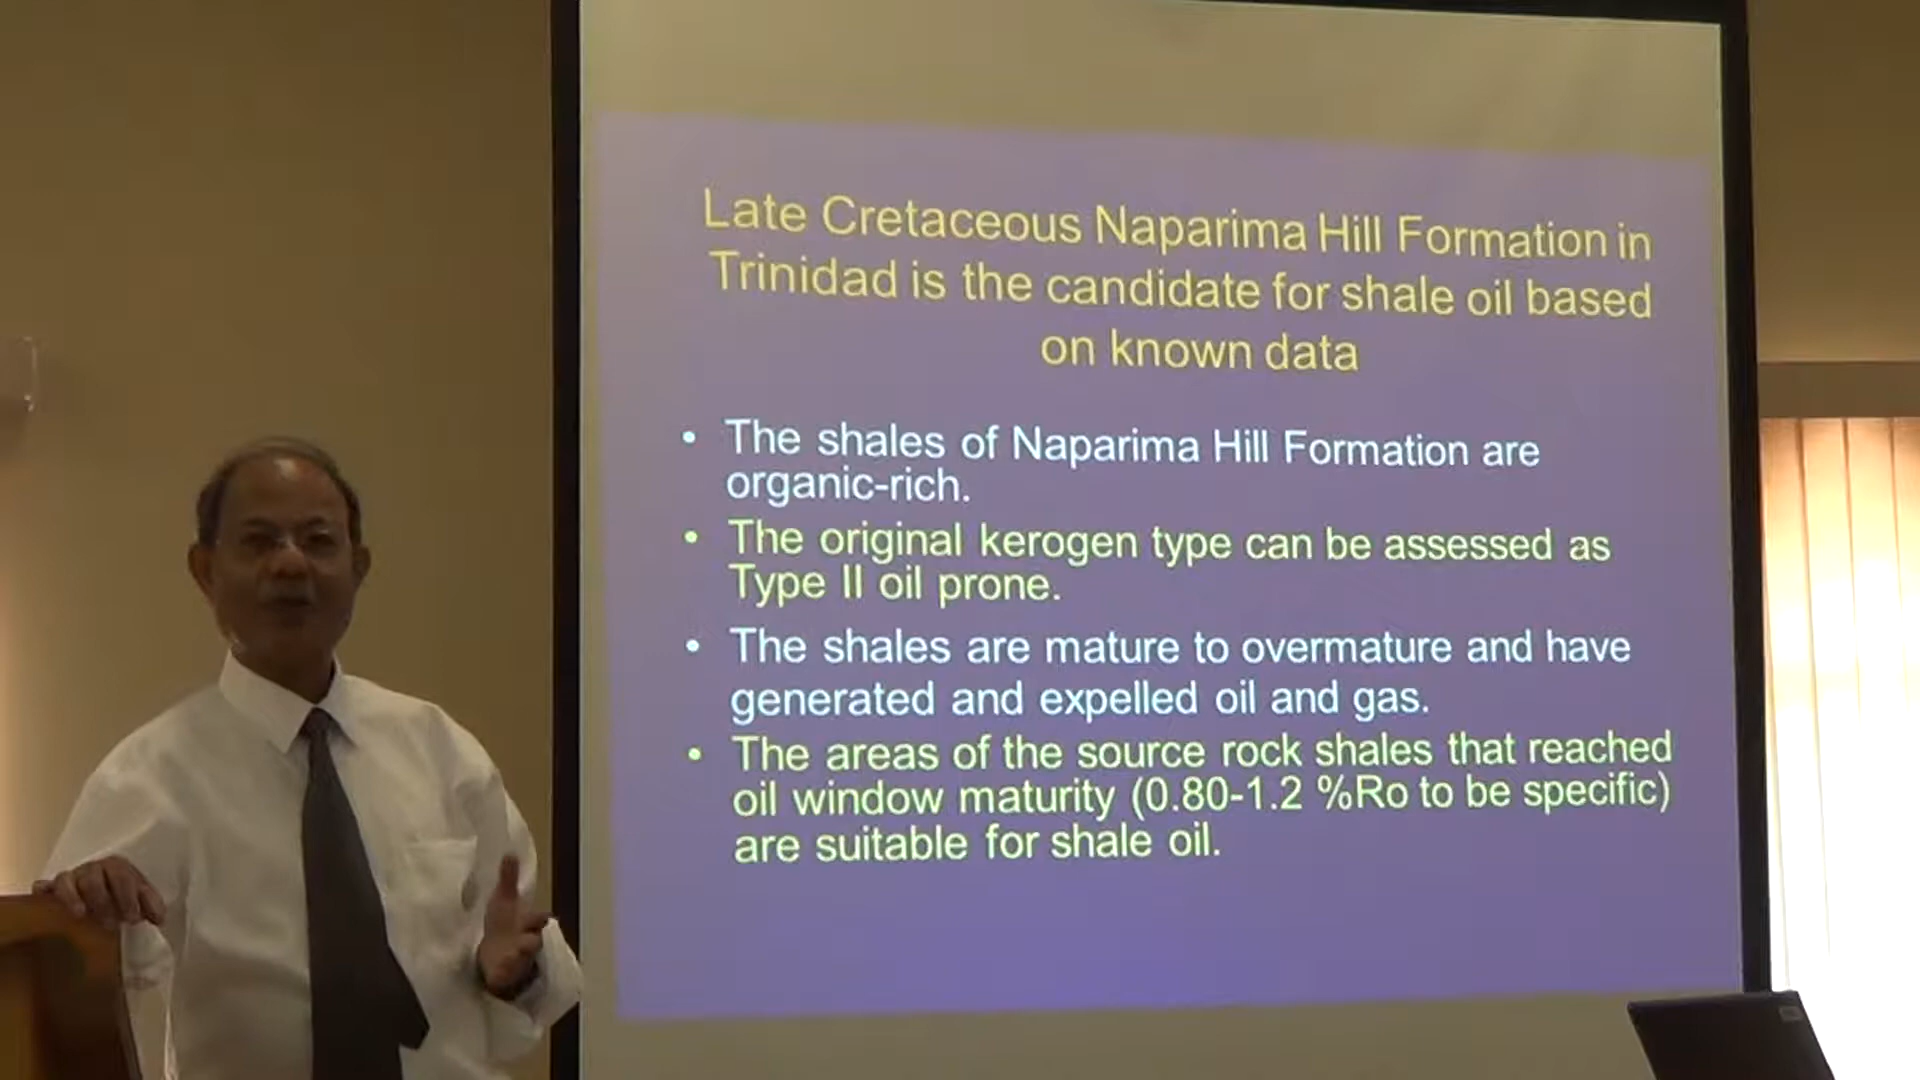 Late Cretaceous Naparima Hill Formation in
Trinidad is the candidate for shale oil based
on known data
• The shales of Naparima Hill Formation are
organic-rich.
• The original kerogen type can be assessed as
Type II oil prone.
• The shales are mature to overmature and have
generated and expelled oil and gas.
• The areas of the source rock shales that reached
oil window maturity (0.80-1.2 %Ro to be specific)
are suitable for shale oil.